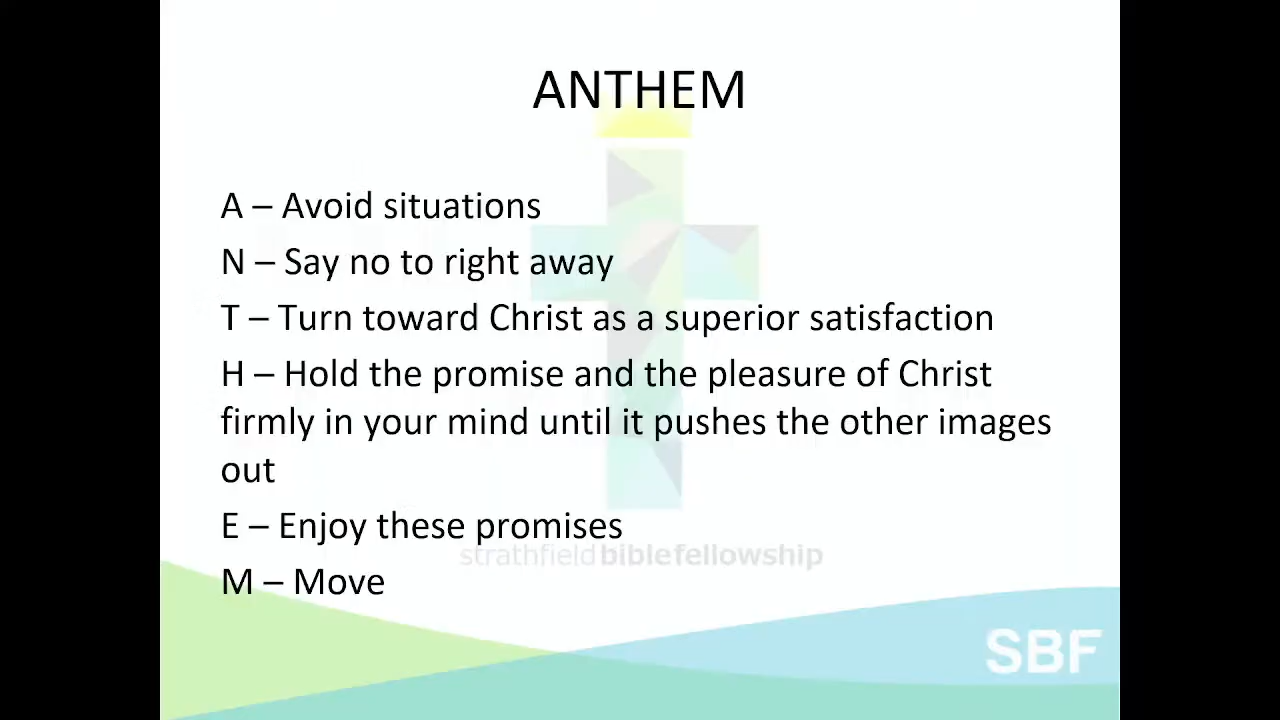 ANTHEM
A – Avoid situations
N – Say no to right away
T – Turn toward Christ as a superior satisfaction
H – Hold the promise and the pleasure of Christ
firmly in your mind until it pushes the other images
out
E – Enjoy these promises
strathfieldbiblefellowship
M – Move
SBF